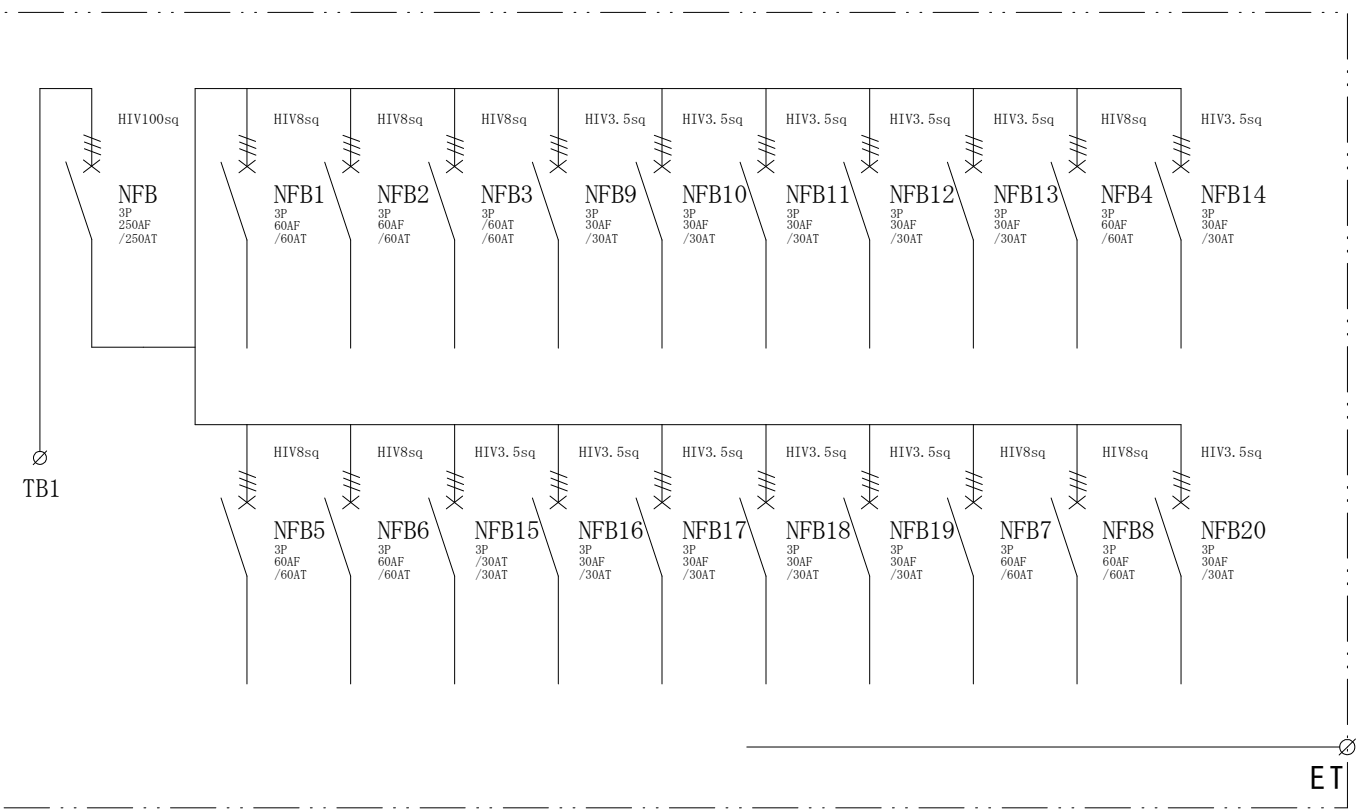 HIV100sq
HIV8sq
HIV8sq
HIV8sq
HIV3.5sq
HIV3.5sq
HIV3.5sq
HIV3.5sq
HIV3.5sq
HIV8sq
HIV3.5sq
NFB
3P
250AF
/250AT
NFB1
3P
60AF
/60AT
NFB2
3P
60AF
/60AT
NFB3
3P
/60AT
/60AT
NFB9
3P
30AF
/30AT
NFB10
3P
30AF
/30AT
NFB11
3P
30AF
/30AT
NFB12
3P
30AF
/30AT
NFB13
3P
30AF
/30AT
NFB4
3P
60AF
/60AT
NFB14
3P
30AF
/30AT
TB1
HIV8sq
HIV8sq
HIV3.5sq
HIV3.5sq
HIV3.5sq
HIV3.5sq
HIV3.5sq
HIV8sq
HIV8sq
HIV3.5sq
NFB5
3P
60AF
/60AT
NFB6
3P
60AF
/60AT
NFB15
3P
/30AT
/30AT
NFB16
3P
30AF
/30AT
NFB17
3P
30AF
/30AT
NFB18
3P
30AF
/30AT
NFB19
3P
30AF
/30AT
NFB7
3P
60AF
/60AT
NFB8
3P
60AF
/60AT
NFB20
3P
30AF
/30AT
ET